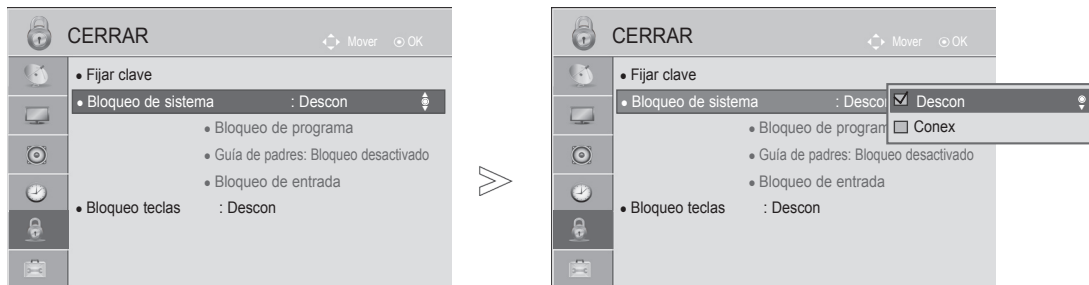 CERRAR
Mover OK
• Fijar clave
• Bloqueo de sistema : Descon
• Bloqueo de programa
• Guía de padres: Bloqueo desactivado
• Bloqueo de entrada
• Bloqueo teclas : Descon
>>
CERRAR
Mover OK
• Fijar clave
• Bloqueo de sistema : Descon
Descon
Conex
• Bloqueo de program
• Guía de padres: Bloqueo desactivado
• Bloqueo de entrada
• Bloqueo teclas : Descon